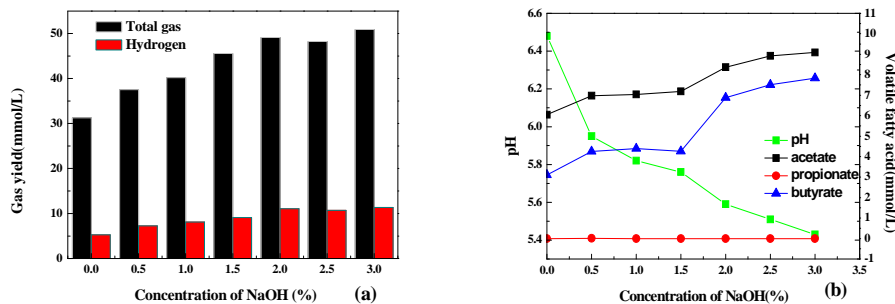 Total gas
Hydrogen
50
40
30
20
10
0
Gas yield(mmol/L)
0.0 0.5 1.0 1.5 2.0 2.5 3.0
Concentration of NaOH (%)
(a)
6.6
6.4
6.2
6.0
5.8
5.6
5.4
pH
pH
acetate
propionate
butyrate
11
10
9
8
7
6
5
4
3
2
1
0
-1
Volatile fatty acid(mmol/L)
0.0 0.5 1.0 1.5 2.0 2.5 3.0
Concentration of NaOH(%)
(b)